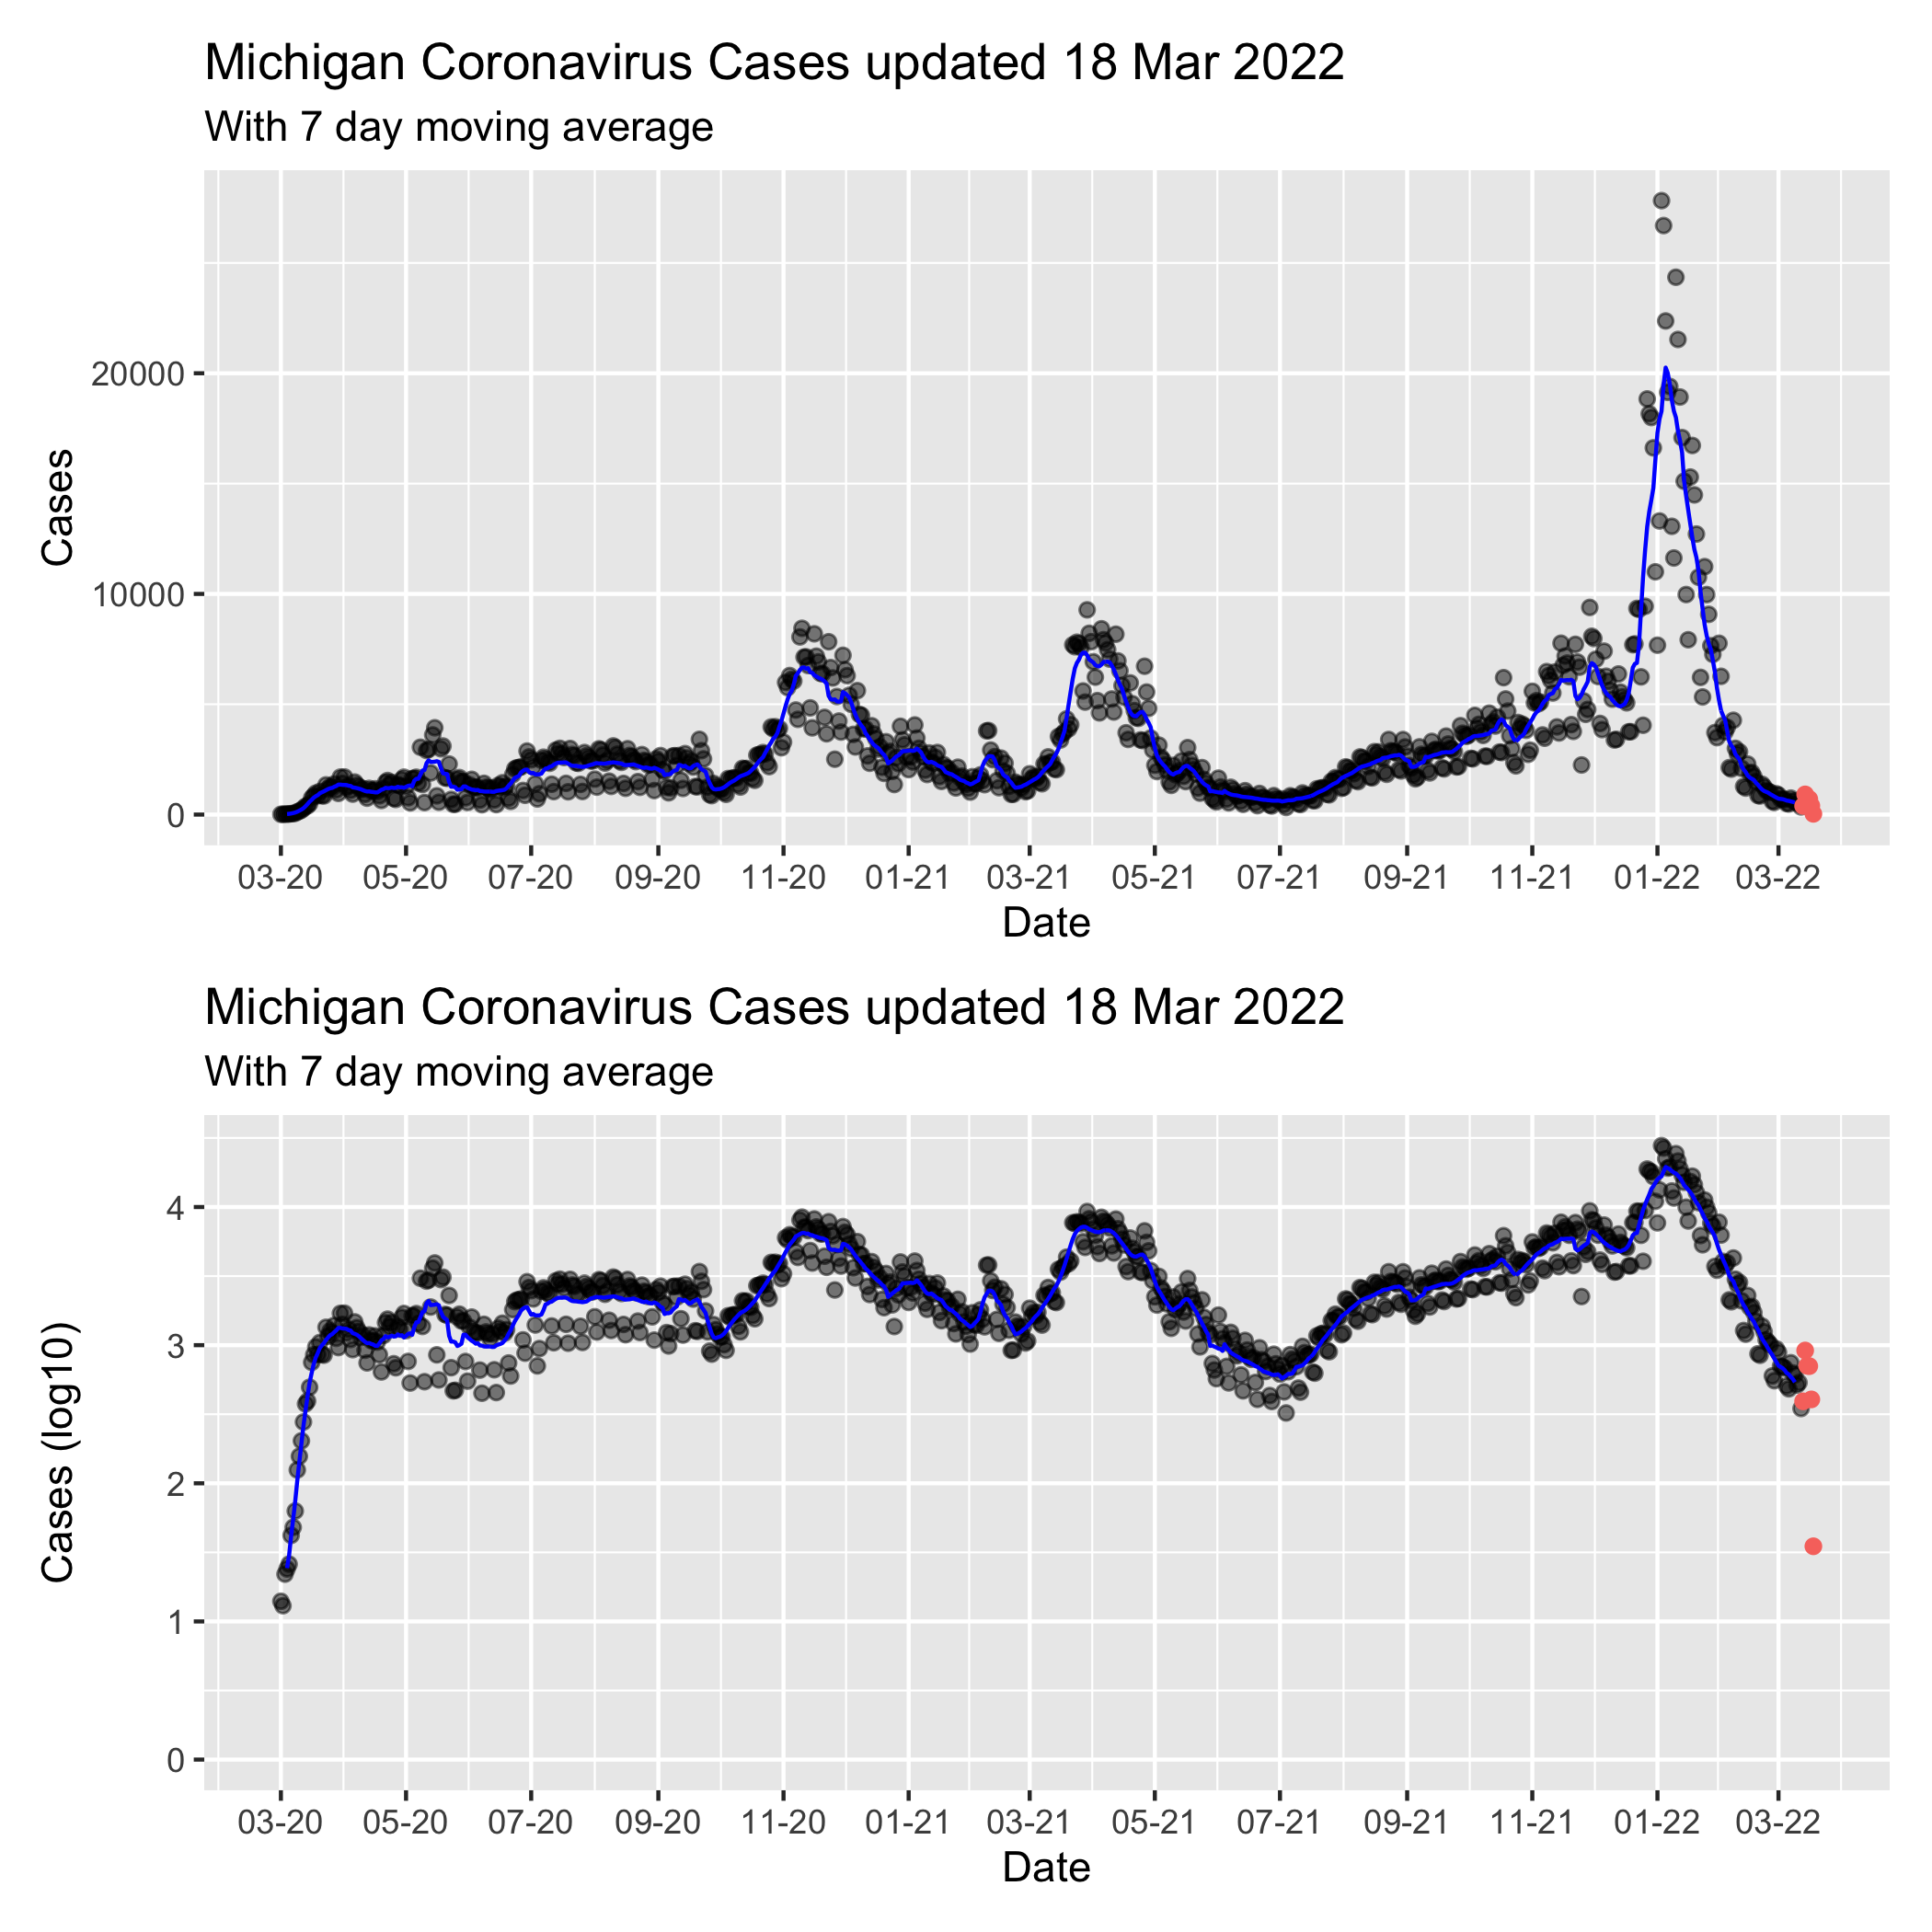 Michigan Coronavirus Cases updated 18 Mar 2022
With 7 day moving average
Cases
20000
10000
0
03-20 05-20 07-20 09-20 11-20 01-21 03-21 05-21 07-21 09-21 11-21 01-22 03-22
Date
Michigan Coronavirus Cases updated 18 Mar 2022
With 7 day moving average
Cases (log10)
4
3
2
1
0
03-20 05-20 07-20 09-20 11-20 01-21 03-21 05-21 07-21 09-21 11-21 01-22 03-22
Date